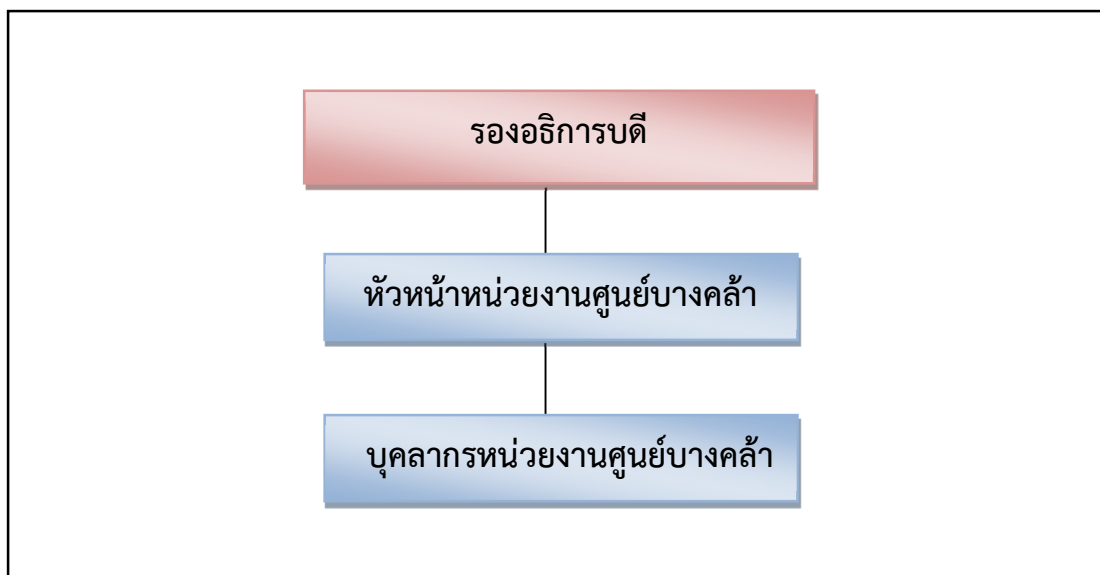 รองอธิการบดี
หัวหน้าหน่วยงานศูนย์บางคล้า
บุคลากรหน่วยงานศูนย์บางคล้า